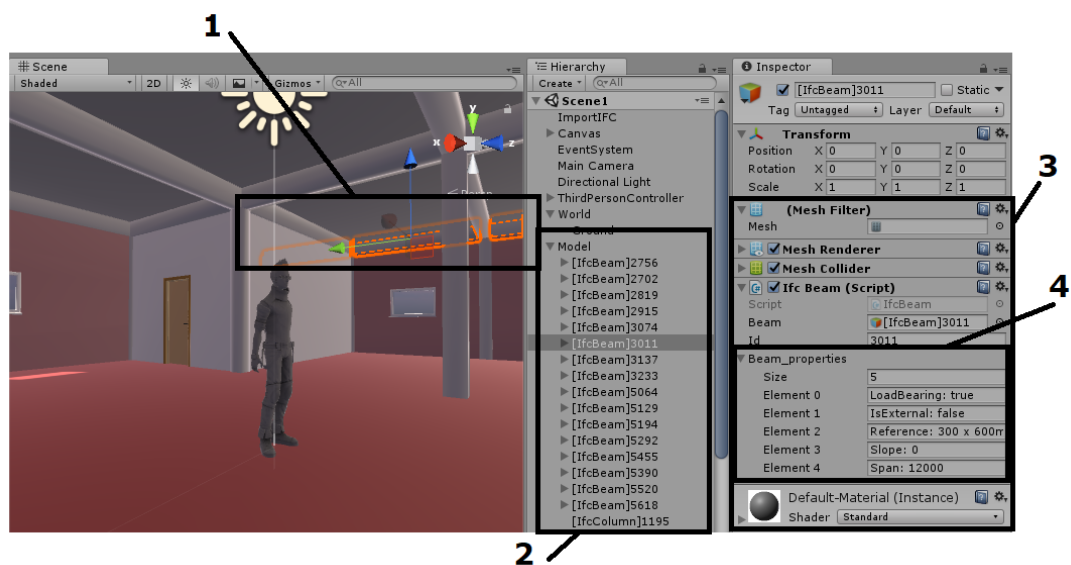 1
Scene
Shaded 2D Gizmos All
y
x z
Persp
Hierarchy
Create All
Scene1
ImportIFC
Canvas
EventSystem
Main Camera
Directional Light
ThirdPersonController
World
Ground
Model
[IfcBeam]2756
[IfcBeam]2702
[IfcBeam]2819
[IfcBeam]2915
[IfcBeam]3074
[IfcBeam]3011
[IfcBeam]3137
[IfcBeam]3233
[IfcBeam]5064
[IfcBeam]5129
[IfcBeam]5194
[IfcBeam]5292
[IfcBeam]5455
[IfcBeam]5390
[IfcBeam]5520
[IfcBeam]5618
[IfcColumn]1195
2
Inspector
[IfcBeam]3011 Static
Tag Untagged Layer Default
Transform
Position X 0 Y 0 Z 0
Rotation X 0 Y 0 Z 0
Scale X 1 Y 1 Z 1
3
(Mesh Filter)
Mesh
Mesh Renderer
Mesh Collider
Ifc Beam (Script)
4
Script IfcBeam
Beam [IfcBeam]3011
Id 3011
Beam_properties
Size 5
Element 0 LoadBearing: true
Element 1 IsExternal: false
Element 2 Reference: 300 x 600m
Element 3 Slope: 0
Element 4 Span: 12000
Default-Material (Instance)
Shader Standard